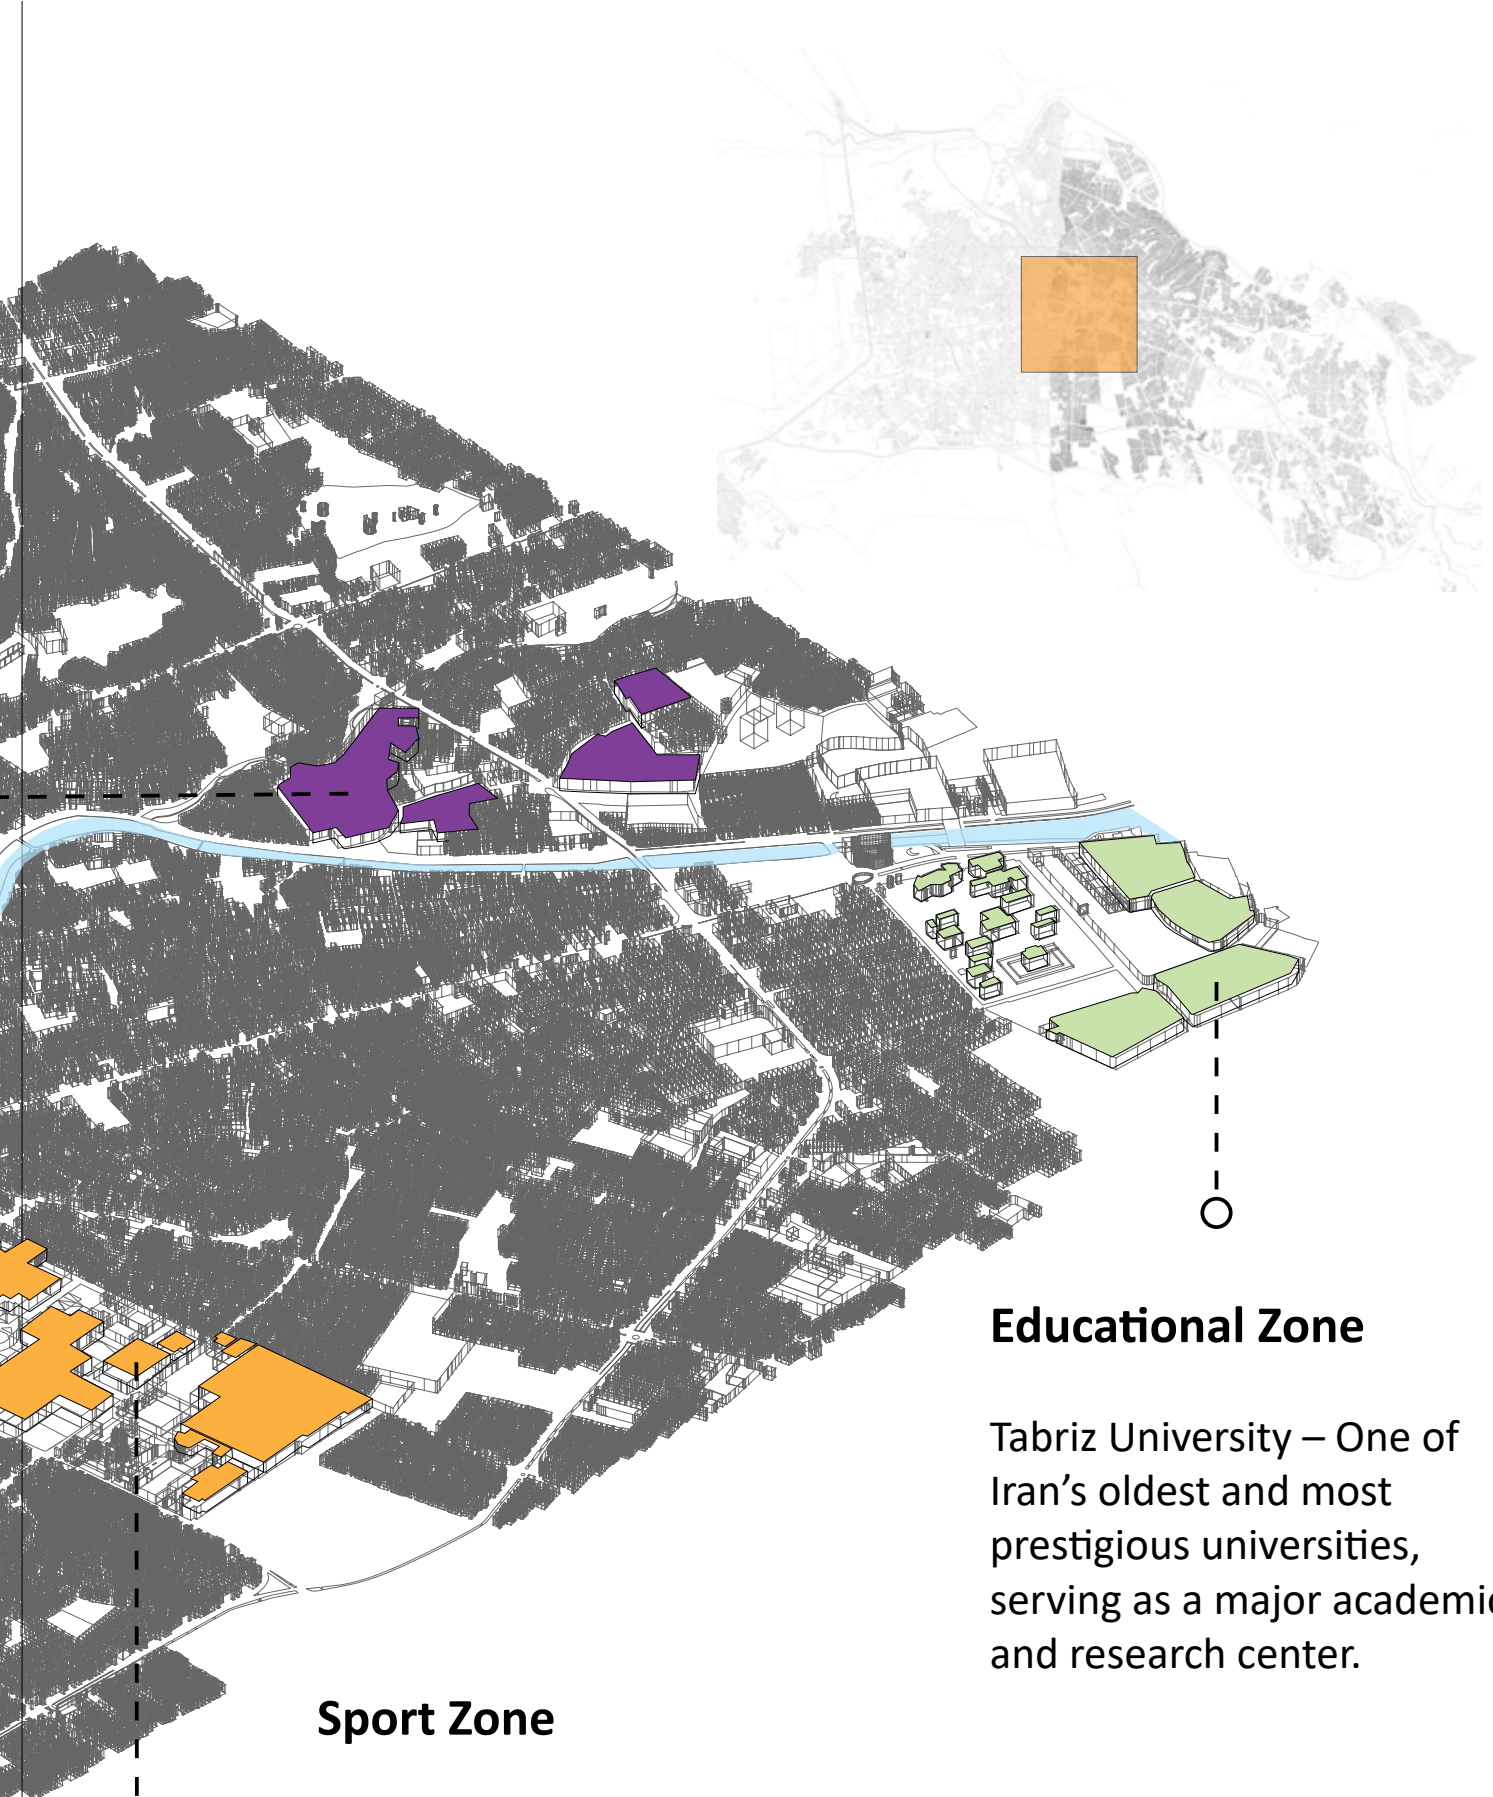 Educational Zone
Tabriz University – One of
Iran’s oldest and most
prestigious universities,
serving as a major academic
and research center.
Sport Zone